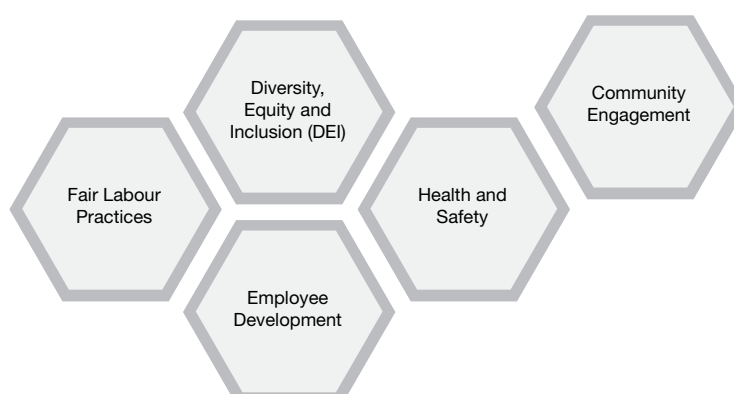 Diversity,
Equity and
Inclusion (DEI)
Community
Engagement
Fair Labour
Practices
Health and
Safety
Employee
Development